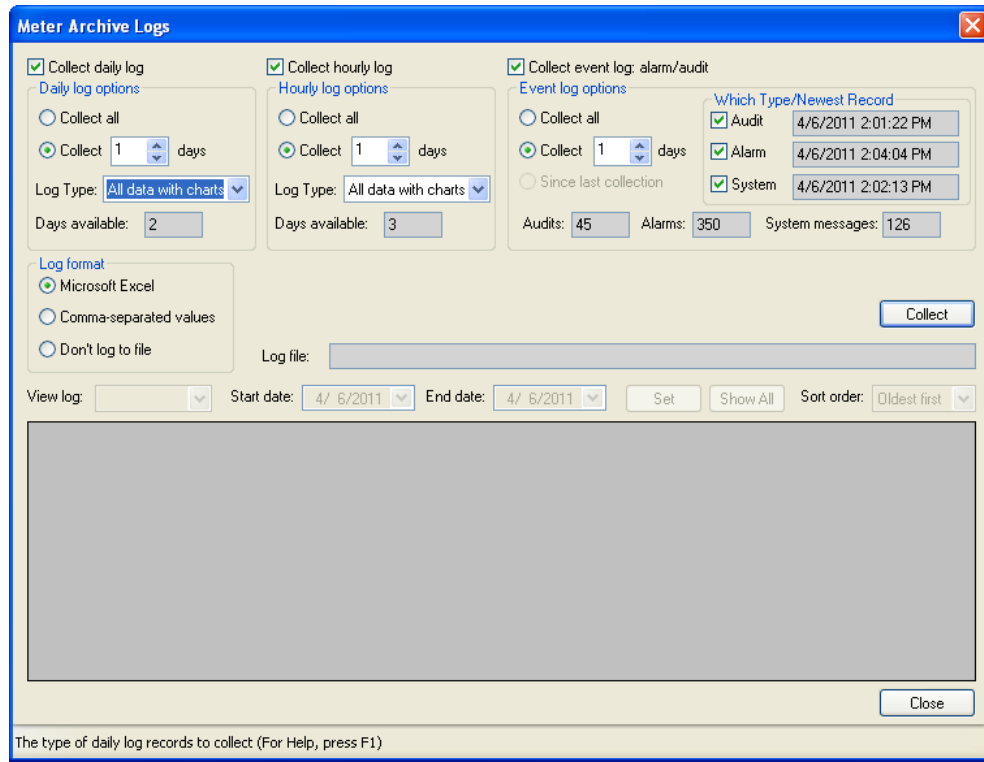 Meter Archive Logs
Collect daily log
Collect hourly log
Collect event log: alarm/audit
Daily log options
Collect all
Collect 1 days
Log Type: All data with charts
Days available: 2
Hourly log options
Collect all
Collect 1 days
Log Type: All data with charts
Days available: 3
Event log options
Collect all
Collect 1 days
Since last collection
Which Type/Newest Record
Audit 4/6/2011 2:01:22 PM
Alarm 4/6/2011 2:04:04 PM
System 4/6/2011 2:02:13 PM
Audits: 45 Alarms: 350 System messages: 126
Log format
Microsoft Excel
Comma-separated values
Don't log to file
Collect
Log file:
View log: Start date: 4/ 6/2011 End date: 4/ 6/2011 Set Show All Sort order: Oldest first
Close
The type of daily log records to collect (For Help, press F1)